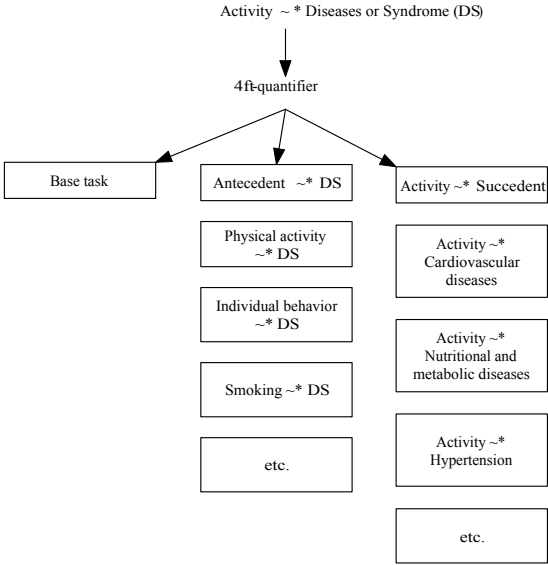 Activity ~ * Diseases or Syndrome (DS)
4ft-quantifier
Base task
Antecedent ~* DS
Physical activity
~* DS
Individual behavior
~* DS
Smoking ~* DS
etc.
Activity ~* Succedent
Activity ~*
Cardiovascular
diseases
Activity ~*
Nutritional and
metabolic diseases
Activity ~*
Hypertension
etc.